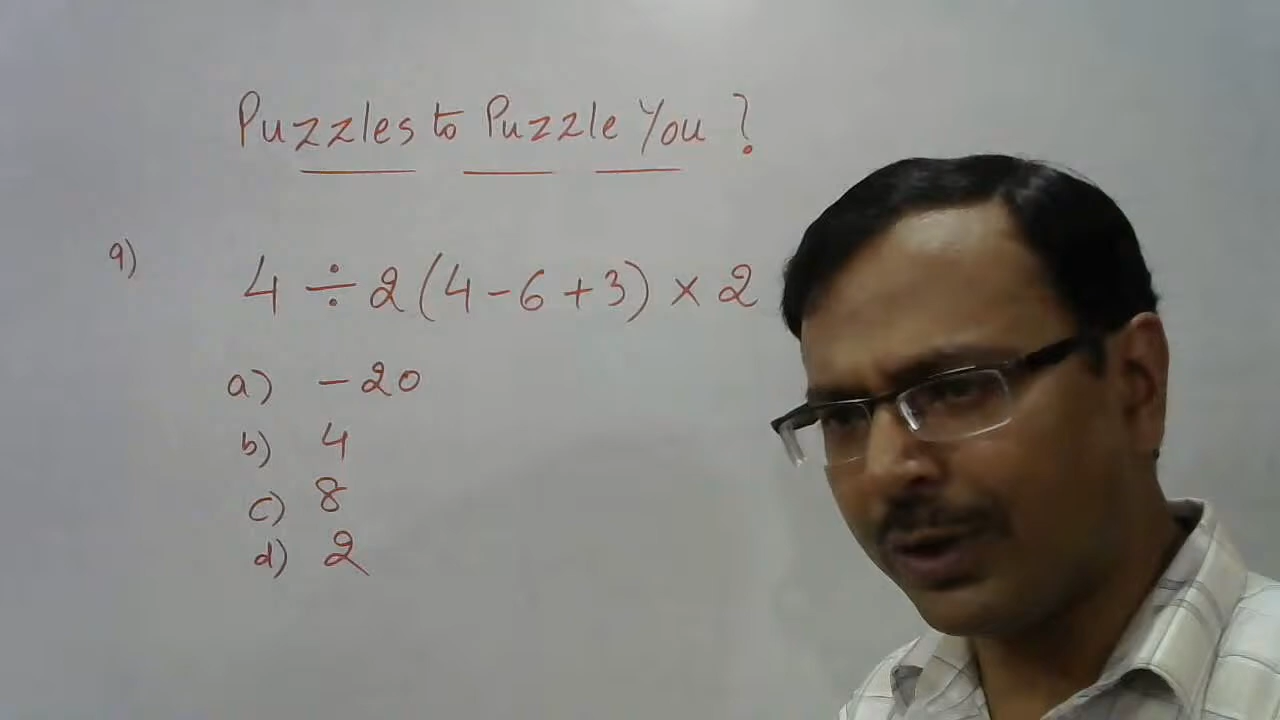 Puzzles to Puzzle You ?
9) 4 ÷ 2(4-6+3) × 2
a) -20
b) 4
c) 8
d) 2